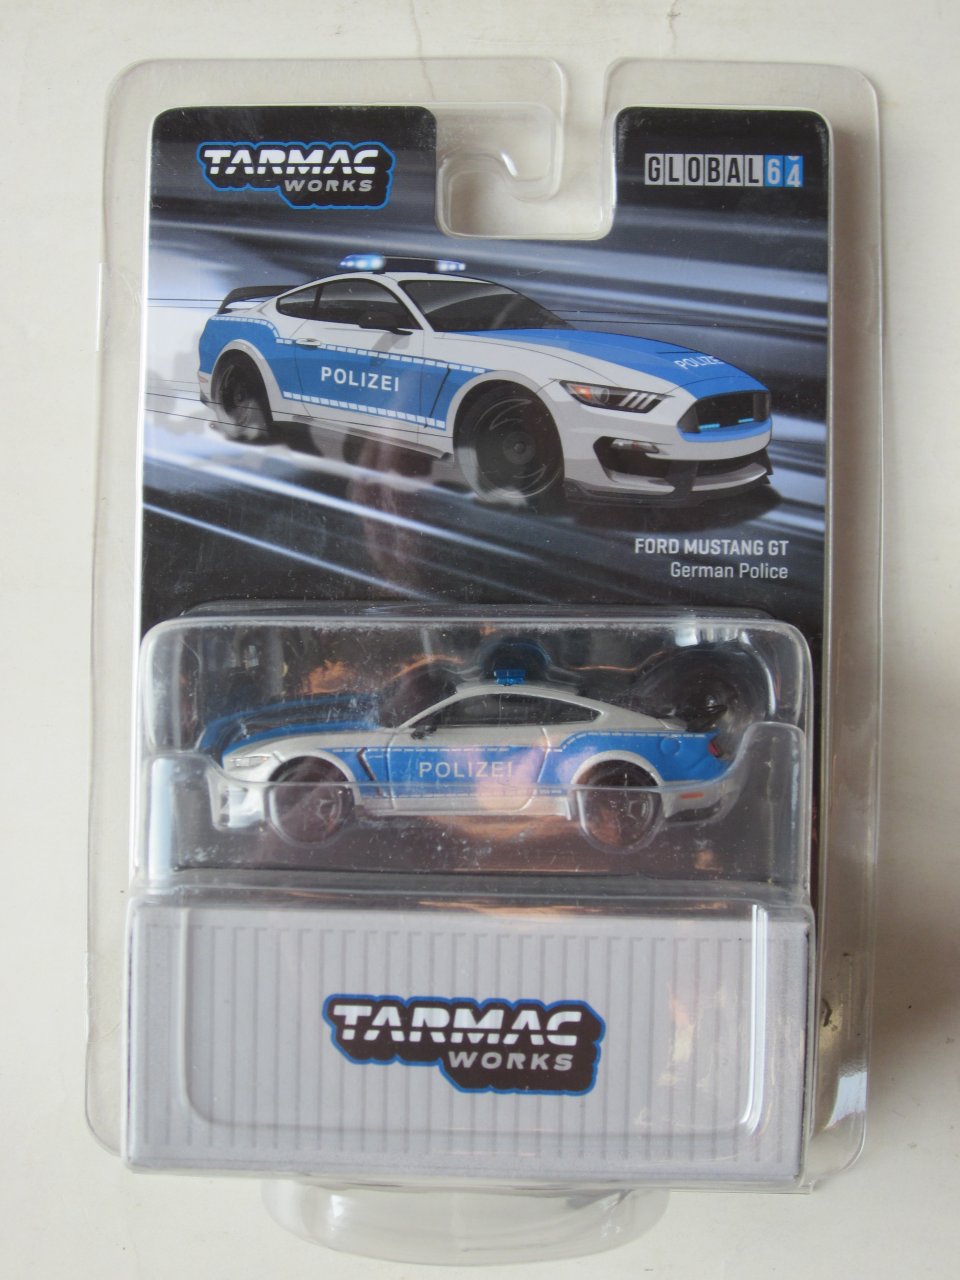 TARMAC
WORKS
GLOBAL64
POLIZEI
POLIZEI
FORD MUSTANG GT
German Police
POLIZEI
TARMAC
WORKS